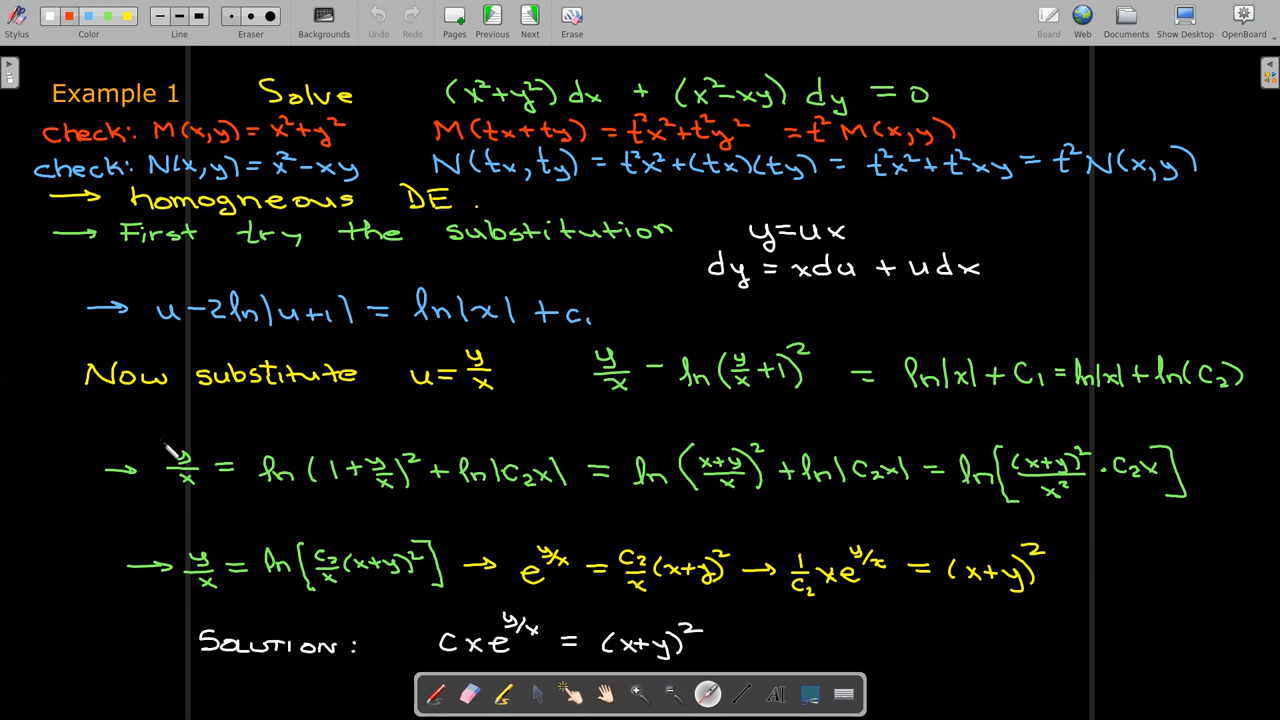 Stylus Color Line Eraser Backgrounds Undo Redo Pages Previous Next Erase Board Web Documents Show Desktop OpenBoard
Example 1 Solve (x²+y²) dx + (x²-xy) dy = 0
check: M(x,y) = x²+y² M(tx+ty) = t²x²+t²y² = t² M(x,y)
check: N(x,y) = x²-xy N(tx,ty) = t²x²+(tx)(ty) = t²x²+t²xy = t² N(x,y)
→ homogneous DE.
→ First try the substitution y=ux
dy = xdu + udx
→ u-2ln|u+1| = ln|x| + c₁
Now substitute u = y/x y/x - ln(y/x +1)² = ln|x| + C₁ = ln|x| + ln(C₂)
→ y/x = ln(1+y/x)² + ln|C₂x| = ln((x+y)/x)² + ln|C₂x| = ln[(x+y)²/x² · C₂x]
→ y/x = ln[C₂/x (x+y)²] → e^(y/x) = C₂/x (x+y)² → 1/C₂ xe^(y/x) = (x+y)²
SOLUTION: Cxe^(y/x) = (x+y)²